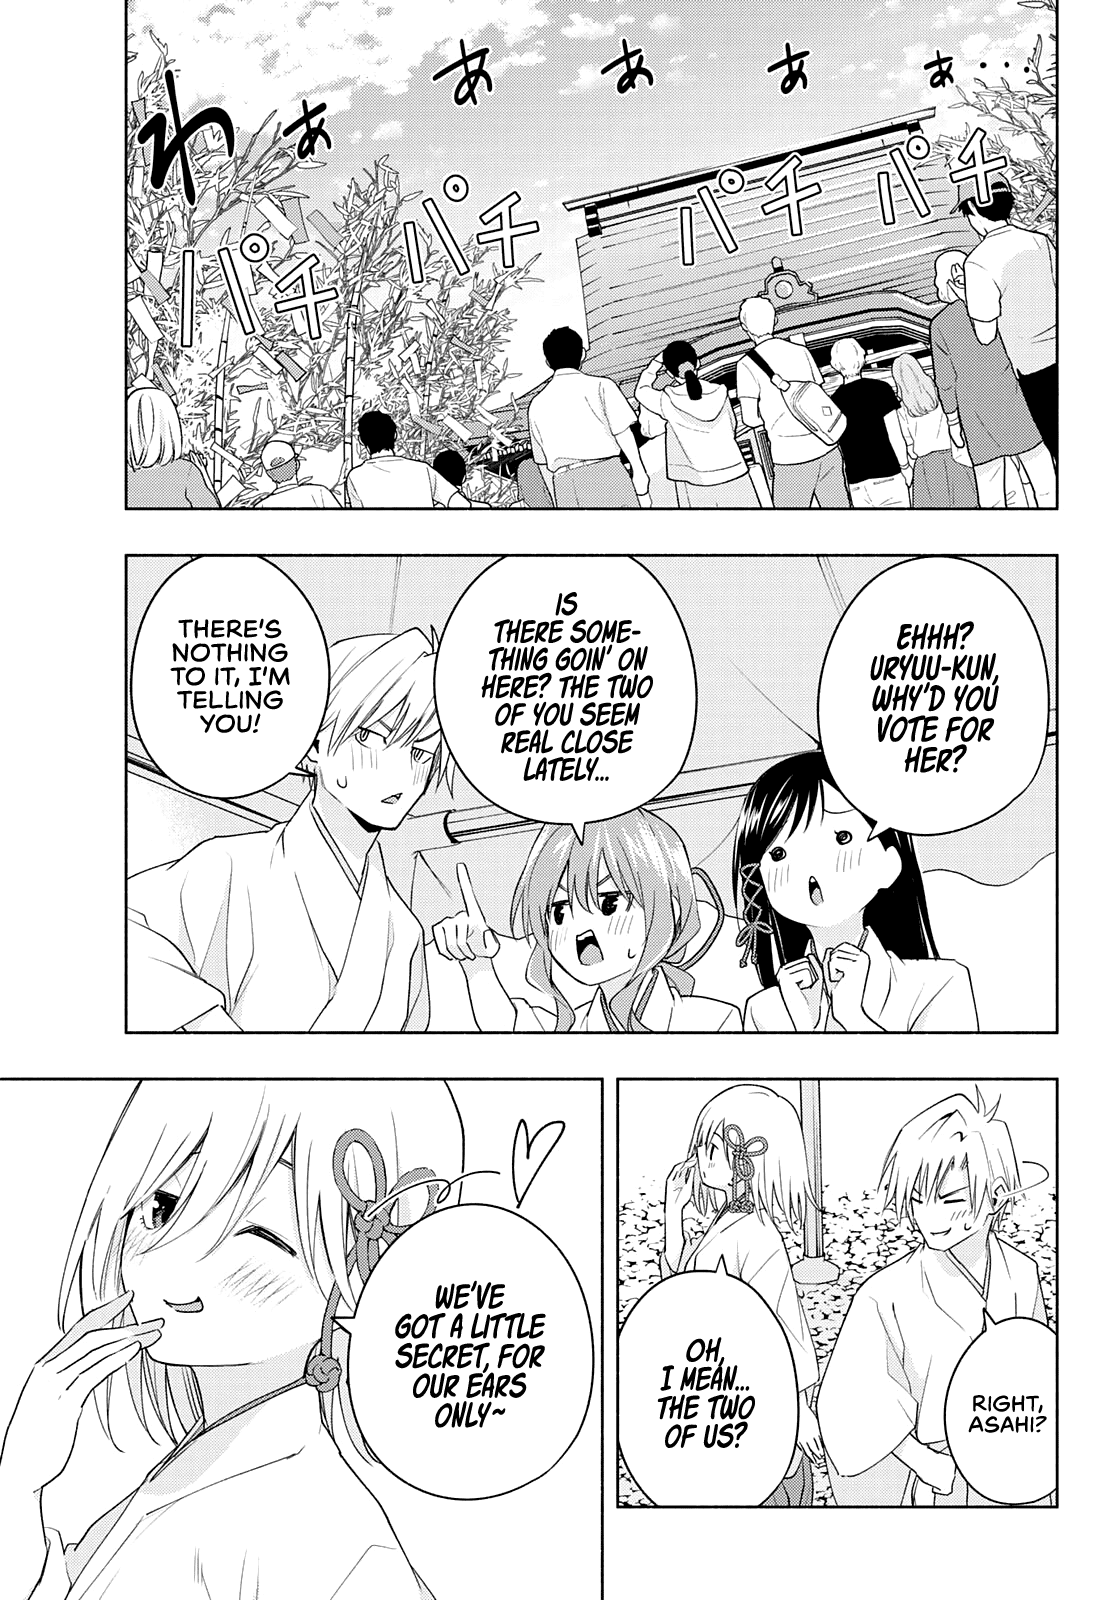 わぁぁぁぁぁ・・・
パチ
パチ
パチ
パチ
EHHH?
URYUU-KUN,
WHY'D YOU
VOTE FOR
HER?
IS
THERE SOME-
THING GOIN' ON
HERE? THE TWO
OF YOU SEEM
REAL CLOSE
LATELY...
THERE'S
NOTHING
TO IT, I'M
TELLING
YOU!
RIGHT,
ASAHI?
OH,
I MEAN...
THE TWO
OF US?
WE'VE
GOT A LITTLE
SECRET, FOR
OUR EARS
ONLY~